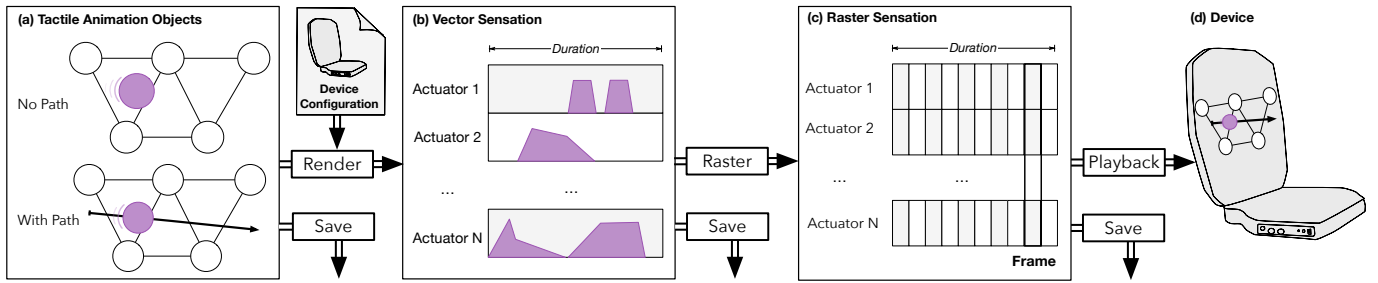 (a) Tactile Animation Objects
No Path
With Path
Device
Configuration
Render
Save
(b) Vector Sensation
Duration
Actuator 1
Actuator 2
...
...
Actuator N
Raster
Save
(c) Raster Sensation
Duration
Actuator 1
Actuator 2
...
...
Actuator N
Frame
Playback
Save
(d) Device